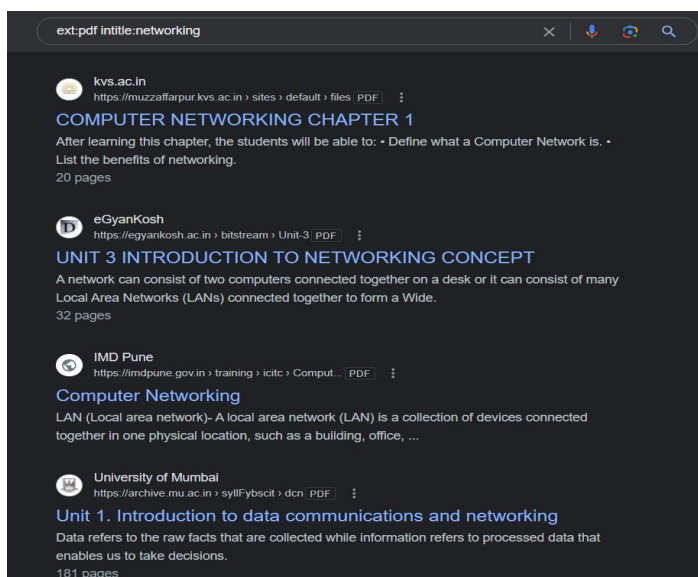 ext:pdf intitle:networking
kvs.ac.in
https://muzzaffarpur.kvs.ac.in › sites › default › files PDF
COMPUTER NETWORKING CHAPTER 1
After learning this chapter, the students will be able to: • Define what a Computer Network is. •
List the benefits of networking.
20 pages
eGyanKosh
https://egyankosh.ac.in › bitstream › Unit-3 PDF
UNIT 3 INTRODUCTION TO NETWORKING CONCEPT
A network can consist of two computers connected together on a desk or it can consist of many
Local Area Networks (LANs) connected together to form a Wide.
32 pages
IMD Pune
https://imdpune.gov.in › training › icitc › Comput... PDF
Computer Networking
LAN (Local area network)- A local area network (LAN) is a collection of devices connected
together in one physical location, such as a building, office, ...
University of Mumbai
https://archive.mu.ac.in › syllFybscit › dcn PDF
Unit 1. Introduction to data communications and networking
Data refers to the raw facts that are collected while information refers to processed data that
enables us to take decisions.
181 pages